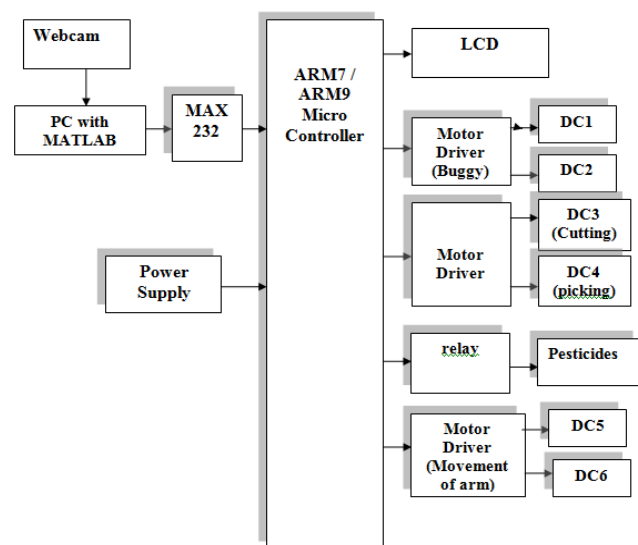 Webcam
PC with
MATLAB
MAX
232
Power
Supply
ARM7 /
ARM9
Micro
Controller
LCD
Motor
Driver
(Buggy)
DC1
DC2
Motor
Driver
DC3
(Cutting)
DC4
(picking)
relay
Pesticides
Motor
Driver
(Movement
of arm)
DC5
DC6